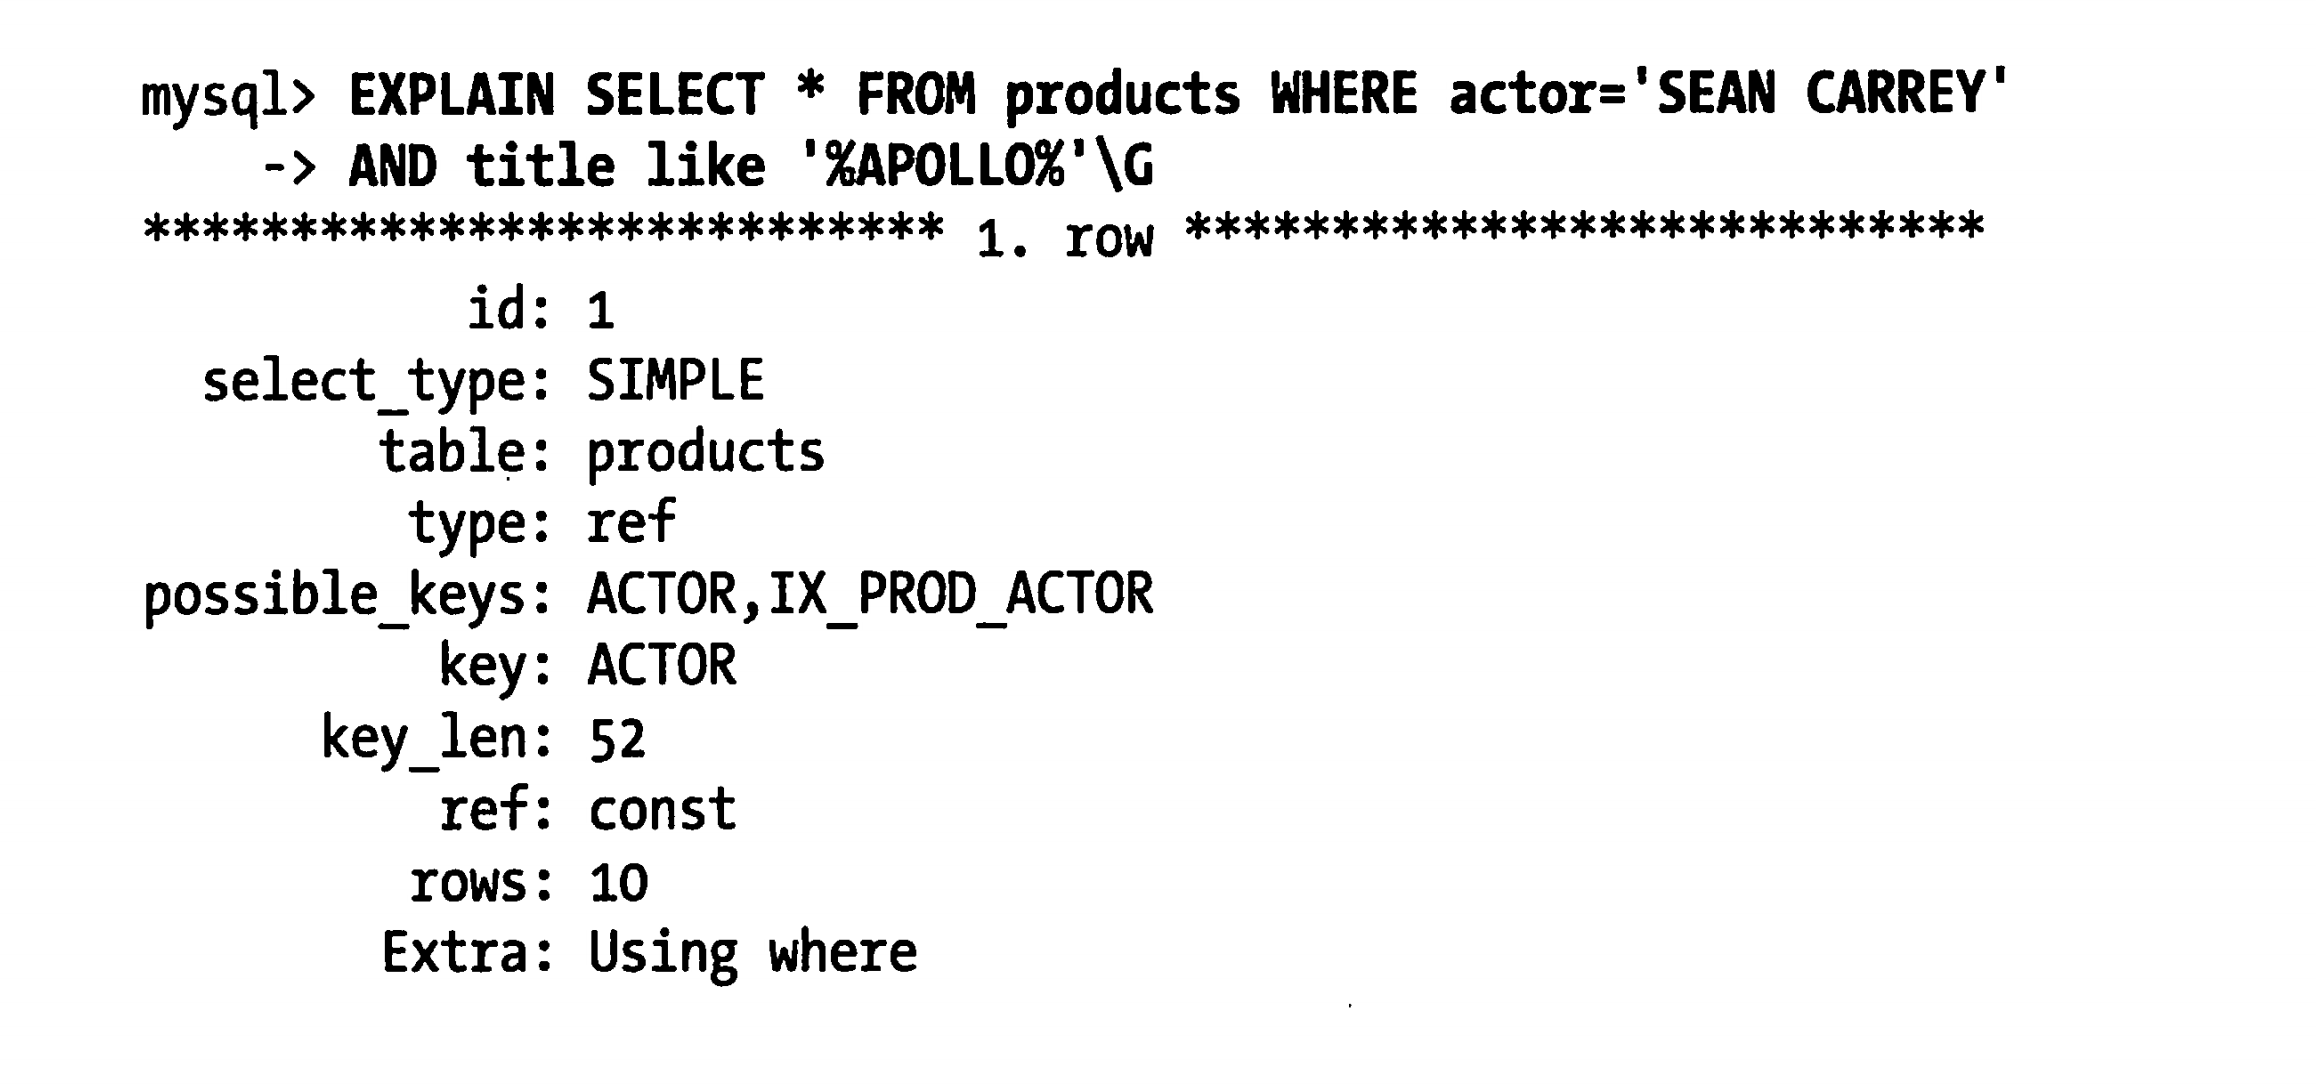 mysql> EXPLAIN SELECT * FROM products WHERE actor='SEAN CARREY'
    -> AND title like '%APOLLO%'\G
*************************** 1. row ***************************
           id: 1
  select_type: SIMPLE
        table: products
         type: ref
possible_keys: ACTOR,IX_PROD_ACTOR
          key: ACTOR
      key_len: 52
          ref: const
         rows: 10
        Extra: Using where